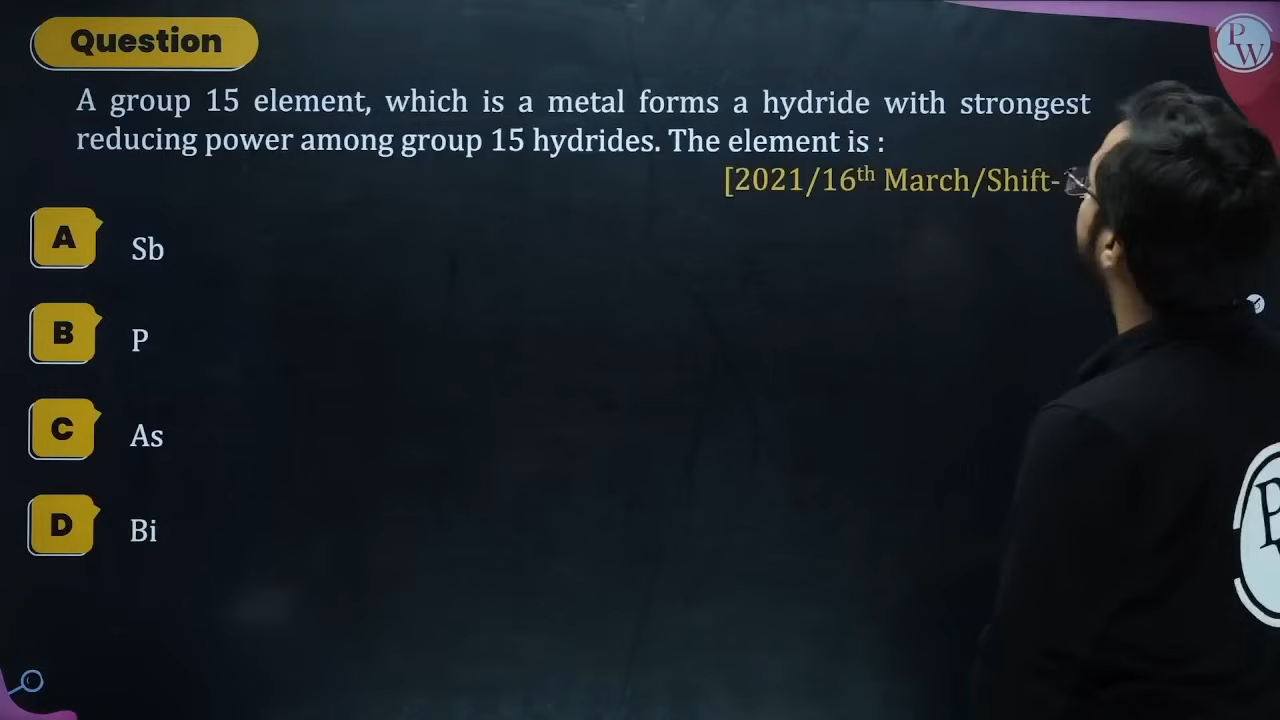 Question
A group 15 element, which is a metal forms a hydride with strongest
reducing power among group 15 hydrides. The element is :
[2021/16th March/Shift-
A
Sb
B
P
C
As
D
Bi
PW
P